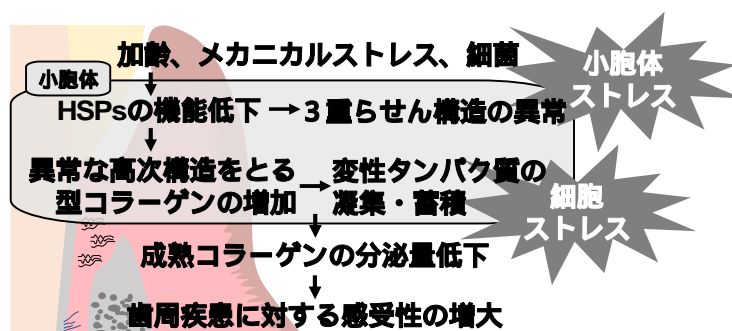 加齢、メカニカルストレス、細菌
小胞体
ストレス
小胞体
HSPsの機能低下→3重らせん構造の異常
異常な高次構造をとる
型コラーゲンの増加
→
変性タンパク質の
凝集・蓄積
細胞
ストレス
成熟コラーゲンの分泌量低下
歯周疾患に対する感受性の増大